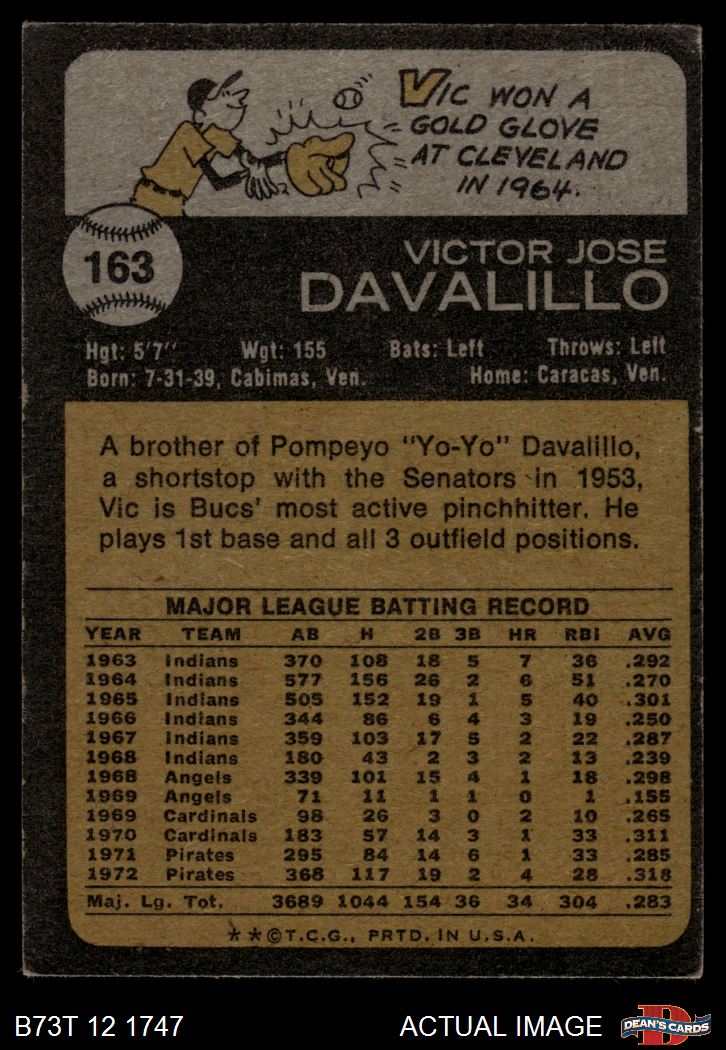 VIC WON A
GOLD GLOVE
AT CLEVELAND
IN 1964.
163
VICTOR JOSE
DAVALILLO
Hgt: 5'7" Wgt: 155 Bats: Left Throws: Left
Born: 7-31-39, Cabimas, Ven. Home: Caracas, Ven.
A brother of Pompeyo "Yo-Yo" Davalillo,
a shortstop with the Senators in 1953,
Vic is Bucs' most active pinchhitter. He
plays 1st base and all 3 outfield positions.
MAJOR LEAGUE BATTING RECORD
YEAR TEAM AB H 2B 3B HR RBI AVG
1963 Indians 370 108 18 5 7 36 .292
1964 Indians 577 156 26 2 6 51 .270
1965 Indians 505 152 19 1 5 40 .301
1966 Indians 344 86 6 4 3 19 .250
1967 Indians 359 103 17 5 2 22 .287
1968 Indians 180 43 2 3 2 13 .239
1968 Angels 339 101 15 4 1 18 .298
1969 Angels 71 11 1 1 0 1 .155
1969 Cardinals 98 26 3 0 2 10 .265
1970 Cardinals 183 57 14 3 1 33 .311
1971 Pirates 295 84 14 6 1 33 .285
1972 Pirates 368 117 19 2 4 28 .318
Maj. Lg. Tot. 3689 1044 154 36 34 304 .283
**©T.C.G., PRTD. IN U.S.A.
B73T 12 1747 ACTUAL IMAGE
D
DEAN'S CARDS